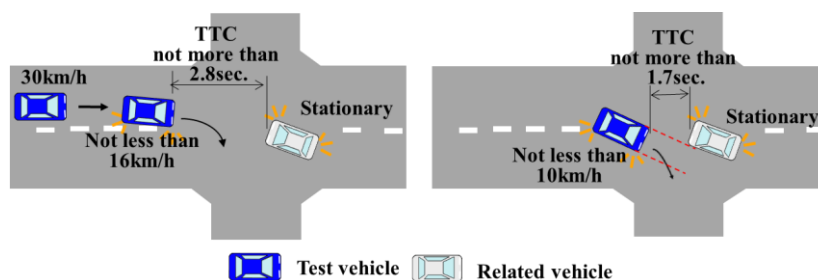 TTC
not more than
2.8sec.
30km/h
Stationary
Not less than
16km/h
TTC
not more than
1.7sec.
Stationary
Not less than
10km/h
Test vehicle
Related vehicle